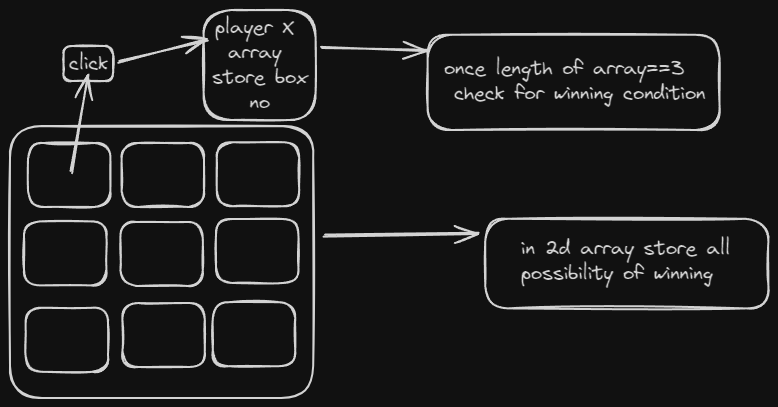 click
player X
array
store box
no
once length of array==3
check for winning condition
in 2d array store all
possibility of winning